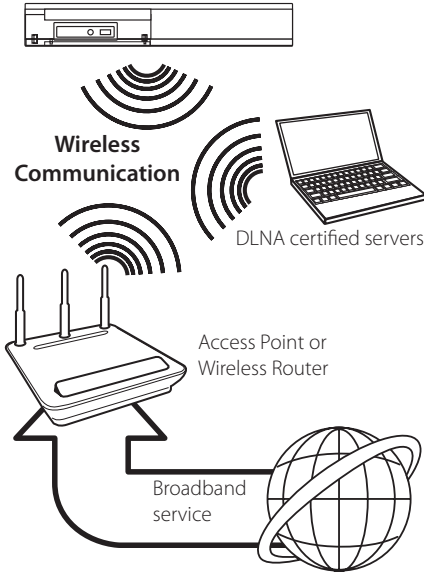 Wireless
Communication
DLNA certified servers
Access Point or
Wireless Router
Broadband
service